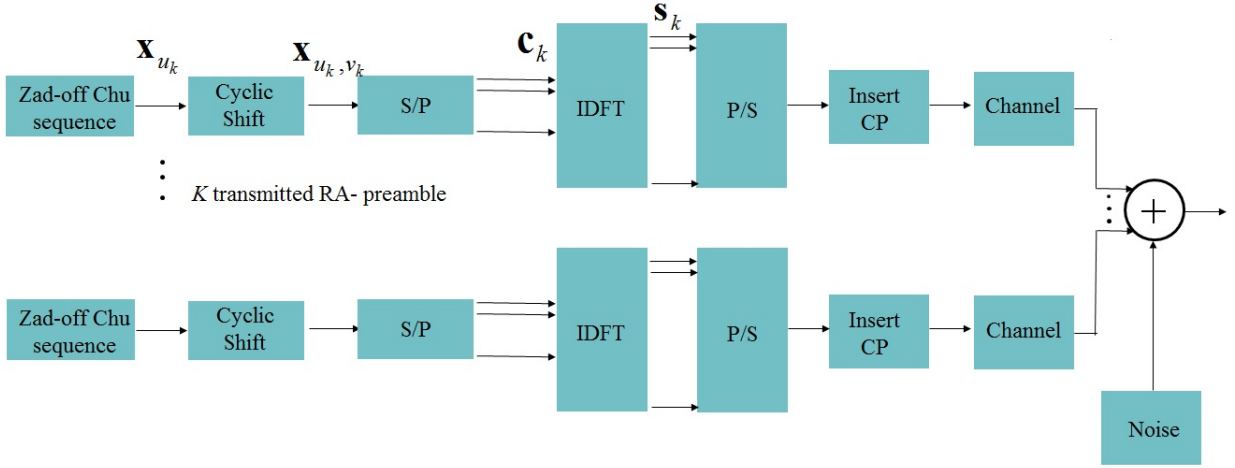 𝐱_{u_k}
𝐱_{u_k,v_k}
𝐜_k
𝐬_k
Zad-off Chu
sequence
Cyclic
Shift
S/P
IDFT
P/S
Insert
CP
Channel
K transmitted RA- preamble
+
Zad-off Chu
sequence
Cyclic
Shift
S/P
IDFT
P/S
Insert
CP
Channel
Noise